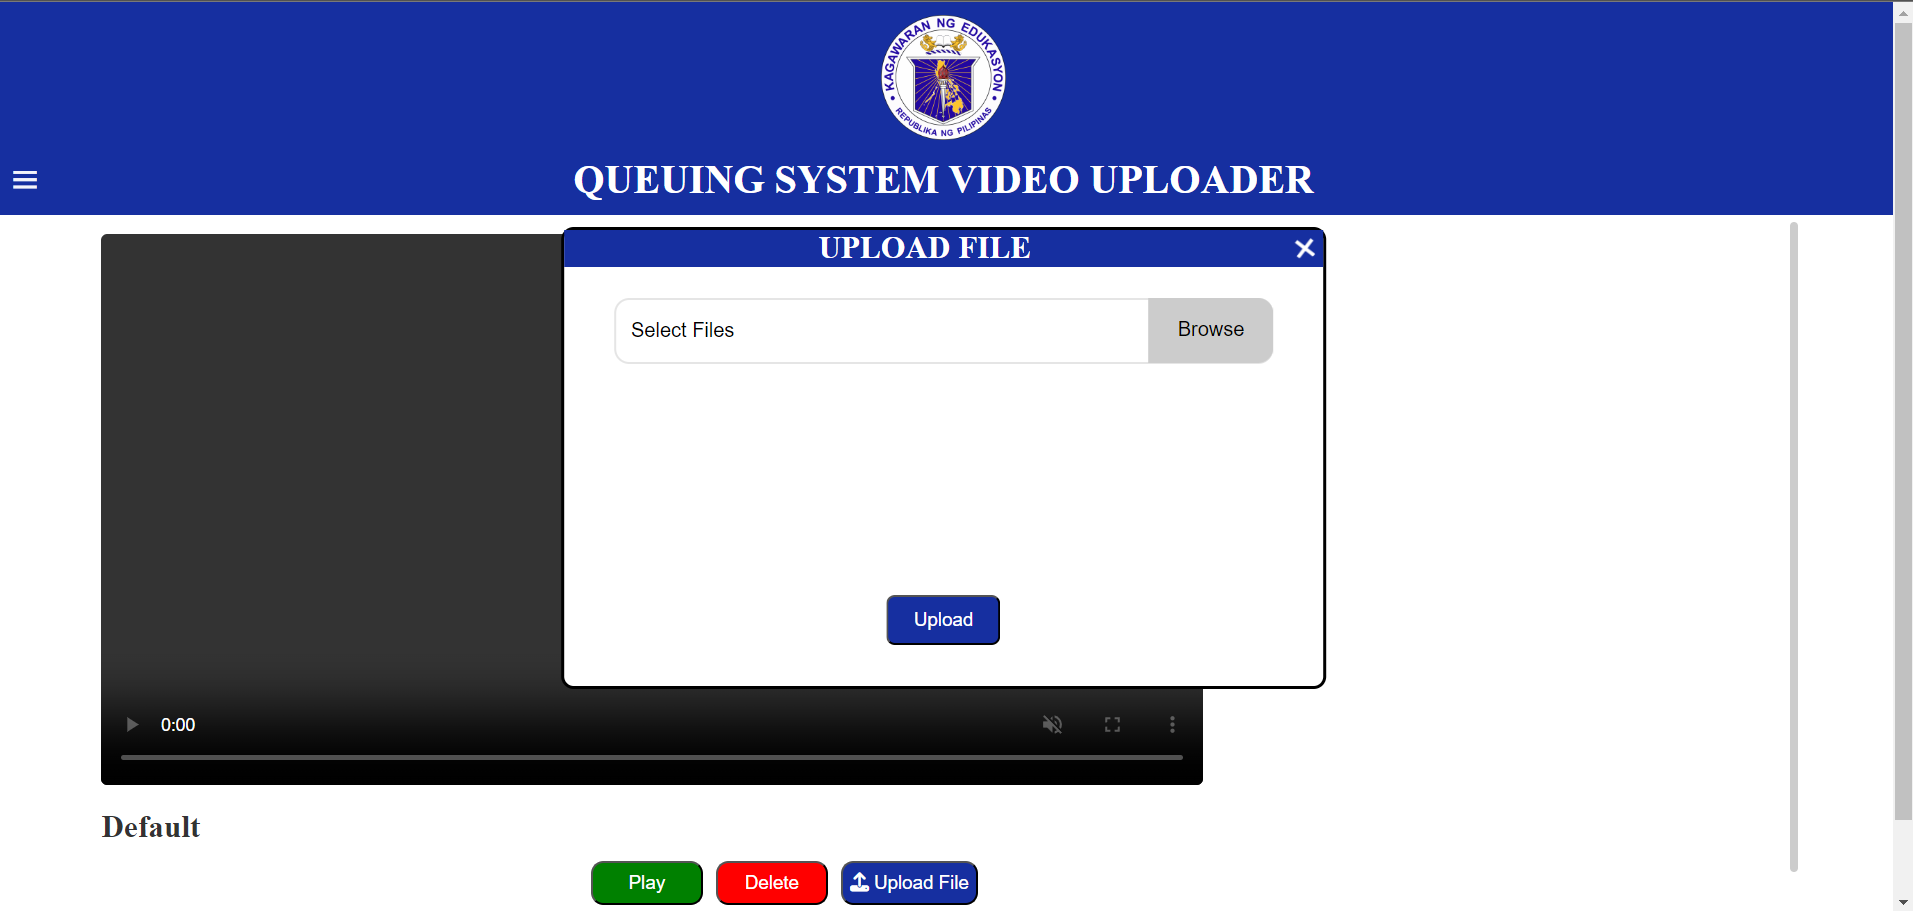 KAGAWARAN NG EDUKASYON
REPUBLIKA NG PILIPINAS
QUEUING SYSTEM VIDEO UPLOADER
UPLOAD FILE
Select Files
Browse
Upload
0:00
Default
Play
Delete
Upload File